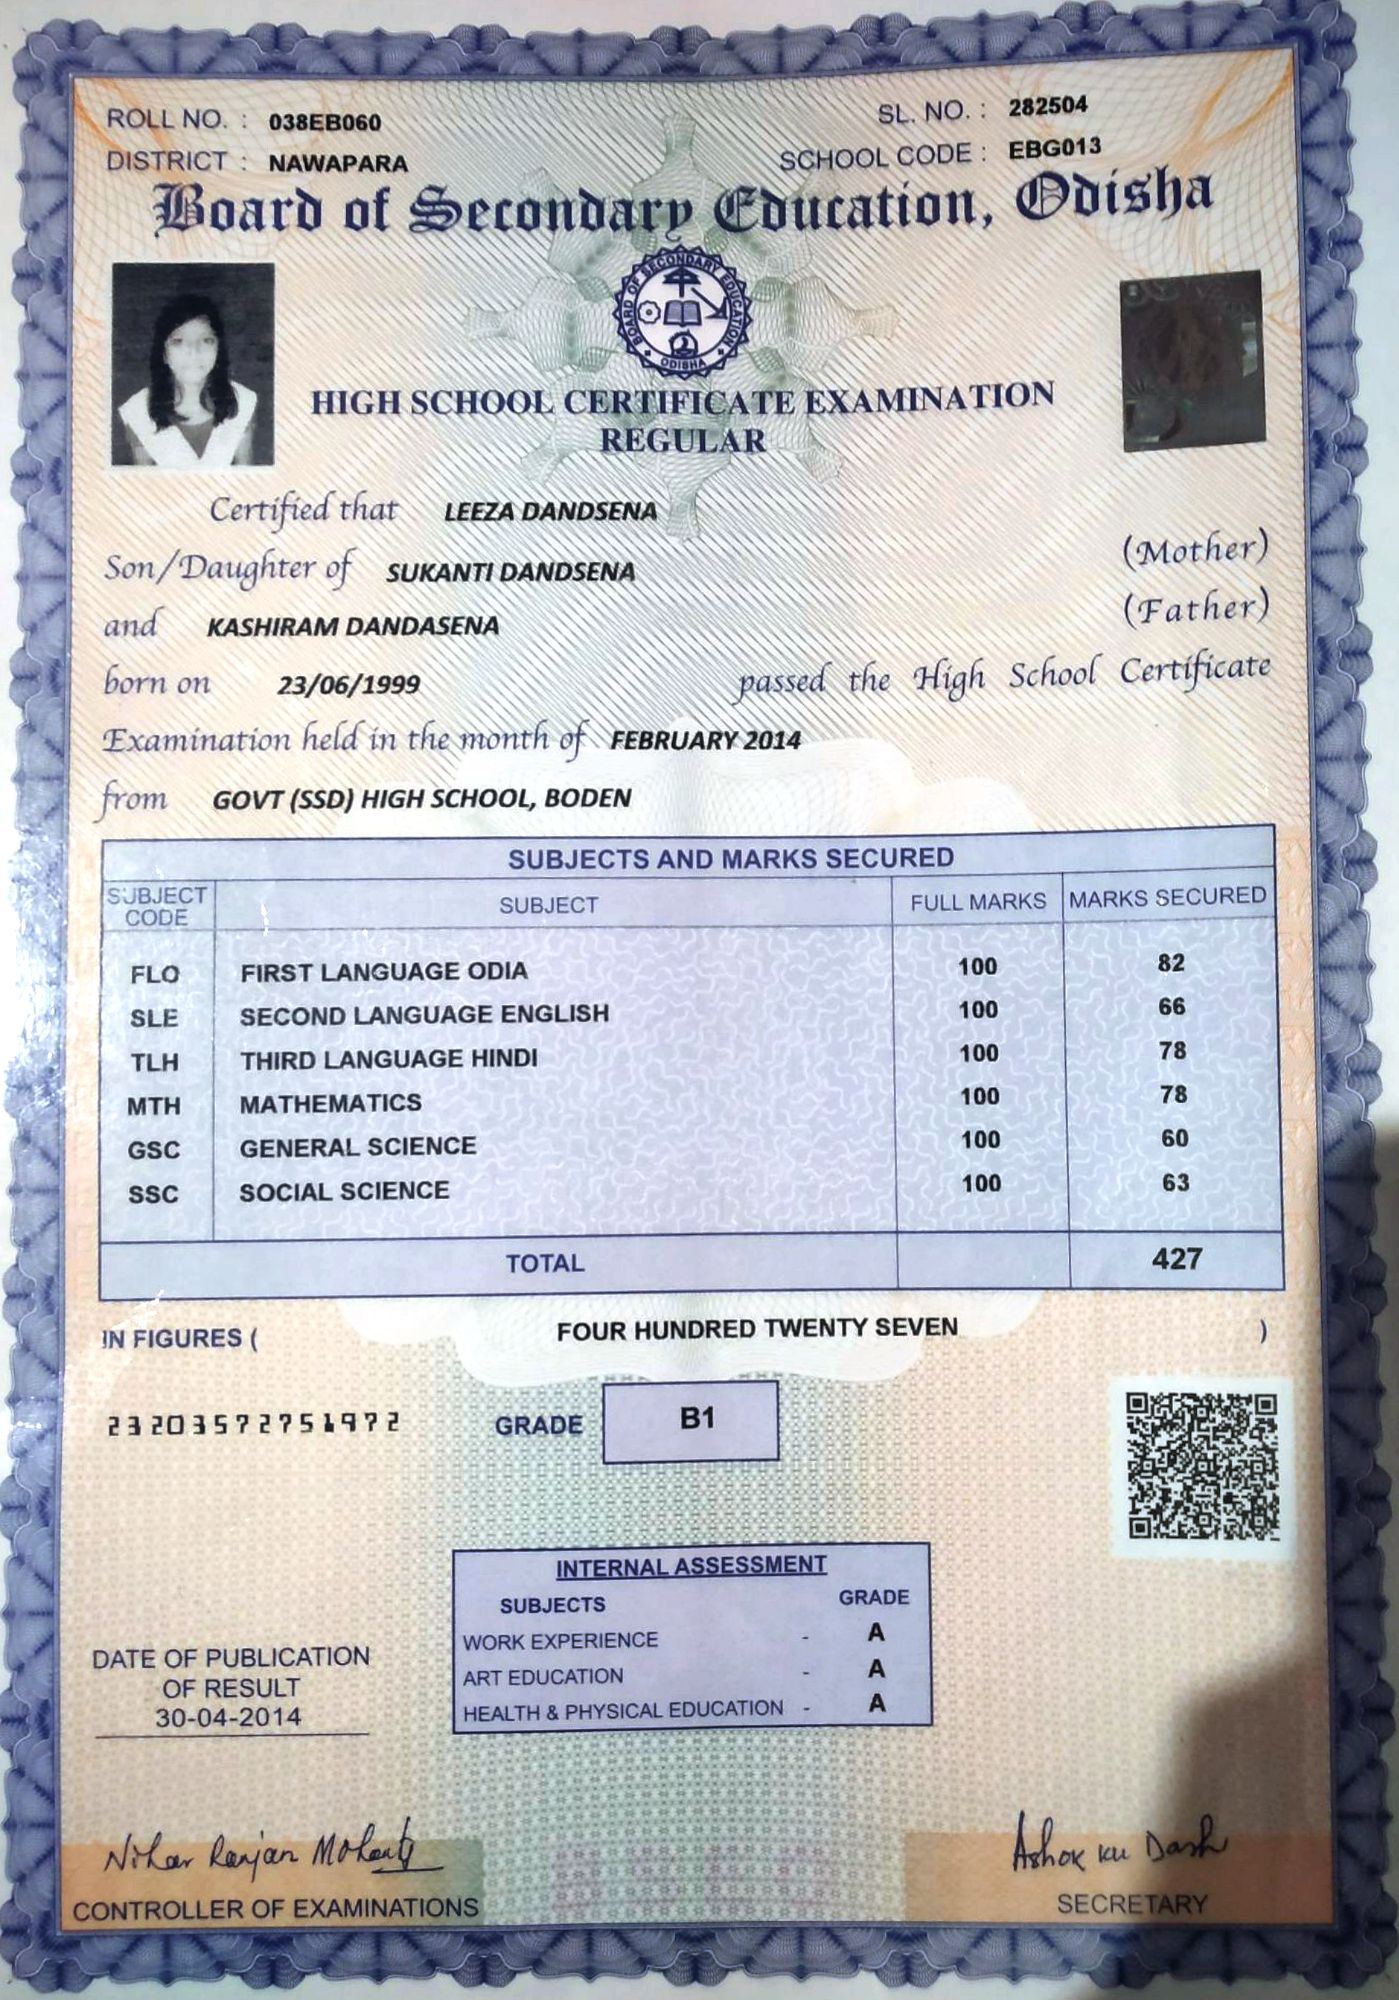 ROLL NO. : 038EB060 SL. NO. : 282504
DISTRICT : NAWAPARA SCHOOL CODE : EBG013
Board of Secondary Education, Odisha
BOARD OF SECONDARY EDUCATION
ODISHA
HIGH SCHOOL CERTIFICATE EXAMINATION
REGULAR
Certified that LEEZA DANDSENA
Son/Daughter of SUKANTI DANDSENA (Mother)
and KASHIRAM DANDASENA (Father)
born on 23/06/1999 passed the High School Certificate
Examination held in the month of FEBRUARY 2014
from GOVT (SSD) HIGH SCHOOL, BODEN
SUBJECTS AND MARKS SECURED
SUBJECT CODE SUBJECT FULL MARKS MARKS SECURED
FLO FIRST LANGUAGE ODIA 100 82
SLE SECOND LANGUAGE ENGLISH 100 66
TLH THIRD LANGUAGE HINDI 100 78
MTH MATHEMATICS 100 78
GSC GENERAL SCIENCE 100 60
SSC SOCIAL SCIENCE 100 63
TOTAL 427
IN FIGURES ( FOUR HUNDRED TWENTY SEVEN )
23203572751972 GRADE B1
INTERNAL ASSESSMENT
SUBJECTS GRADE
WORK EXPERIENCE - A
ART EDUCATION - A
HEALTH & PHYSICAL EDUCATION - A
DATE OF PUBLICATION
OF RESULT
30-04-2014
Nihar Ranjan Mohanty Ashok Ku Dash
CONTROLLER OF EXAMINATIONS SECRETARY